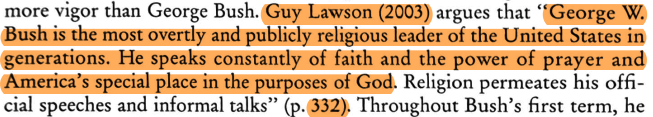 more vigor than George Bush. Guy Lawson (2003) argues that “George W.
Bush is the most overtly and publicly religious leader of the United States in
generations. He speaks constantly of faith and the power of prayer and
America’s special place in the purposes of God. Religion permeates his offi-
cial speeches and informal talks” (p. 332). Throughout Bush’s first term, he